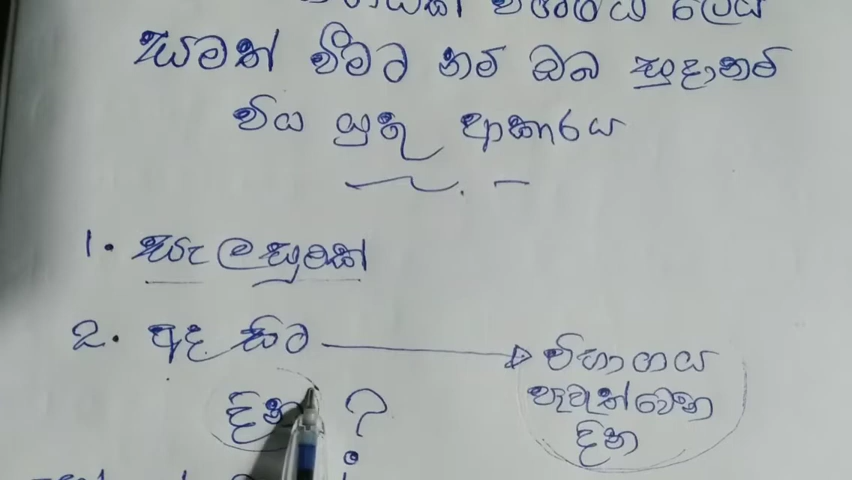 සමත් වීමට නම් ඔබ සුදානම්
විය යුතු ආකාරය
1. සැලසුමක්
2. අද සිට → විභාගය
පැවැත්වෙන
දින ? දින